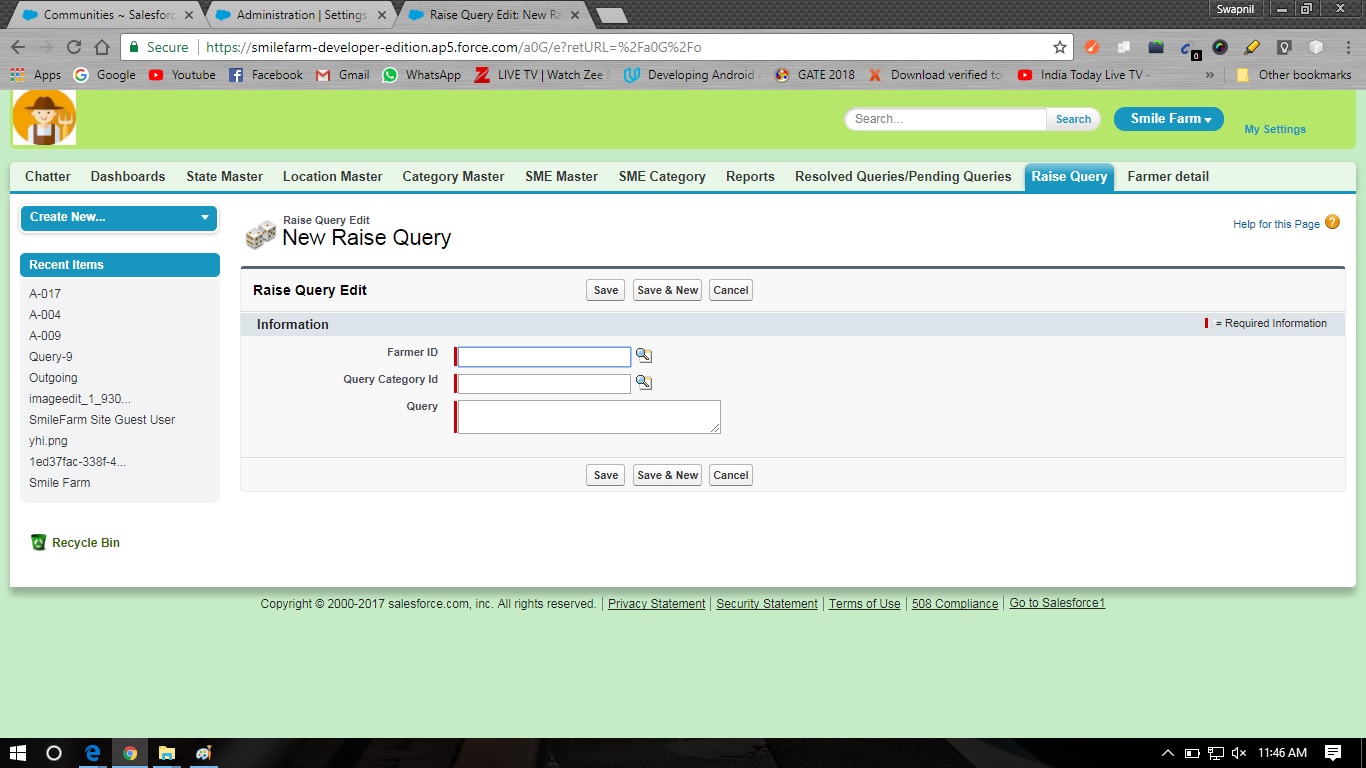 Communities ~ Salesforc
Administration | Settings
Raise Query Edit: New Ra
Swapnil
Secure
https://smilefarm-developer-edition.ap5.force.com/a0G/e?retURL=%2Fa0G%2Fo
0
Apps
Google
Youtube
Facebook
Gmail
WhatsApp
LIVE TV | Watch Zee
Developing Android
GATE 2018
Download verified to
India Today Live TV -
»
Other bookmarks
Search...
Search
Smile Farm
My Settings
Chatter
Dashboards
State Master
Location Master
Category Master
SME Master
SME Category
Reports
Resolved Queries/Pending Queries
Raise Query
Farmer detail
Create New...
Recent Items
A-017
A-004
A-009
Query-9
Outgoing
imageedit_1_930...
SmileFarm Site Guest User
yhi.png
1ed37fac-338f-4...
Smile Farm
Recycle Bin
Raise Query Edit
New Raise Query
Help for this Page ?
Raise Query Edit
Save
Save & New
Cancel
Information
= Required Information
Farmer ID
Query Category Id
Query
Save
Save & New
Cancel
Copyright © 2000-2017 salesforce.com, inc. All rights reserved. | Privacy Statement | Security Statement | Terms of Use | 508 Compliance | Go to Salesforce1
11:46 AM